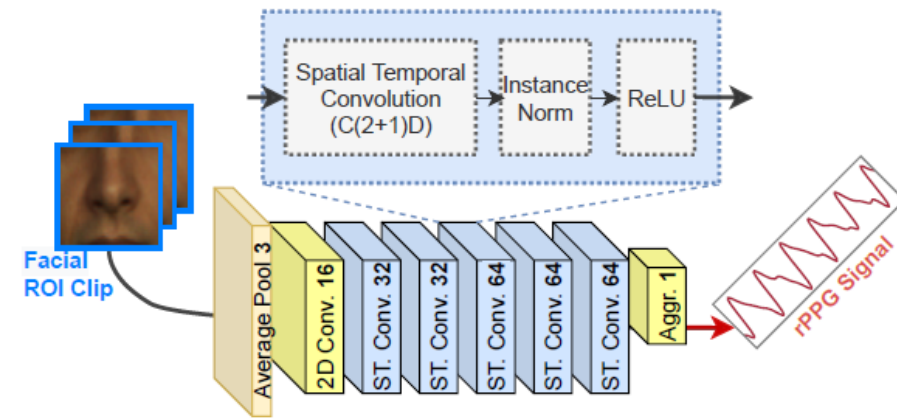 Spatial Temporal
Convolution
(C(2+1)D)
Instance
Norm
ReLU
Facial
ROI Clip
Average Pool 3
2D Conv. 16
ST. Conv. 32
ST. Conv. 32
ST. Conv. 64
ST. Conv. 64
ST. Conv. 64
Aggr. 1
rPPG Signal